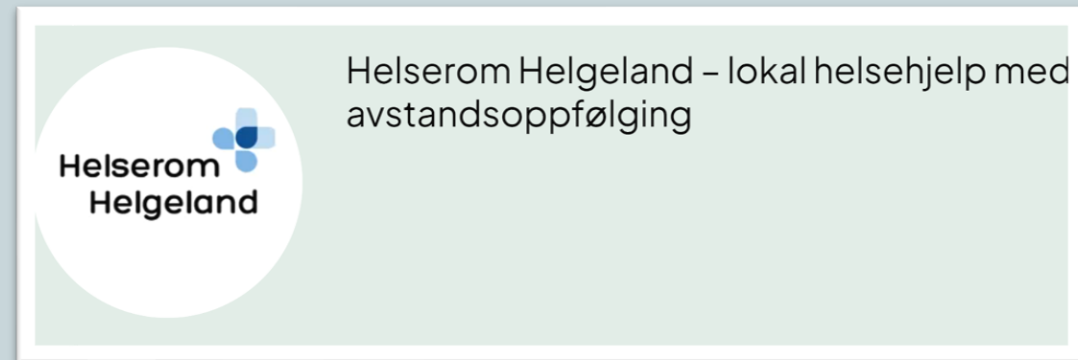 Helserom Helgeland – lokal helsehjelp med
avstandsoppfølging
Helserom
Helgeland